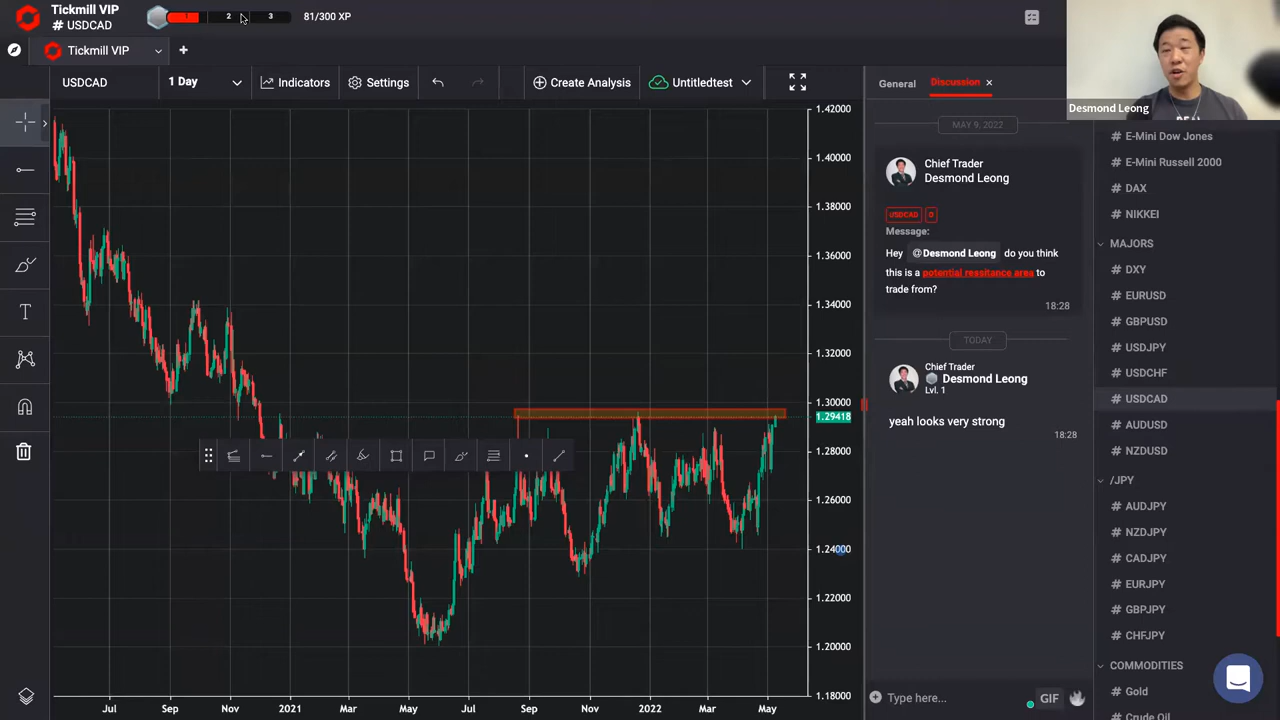 Tickmill VIP
# USDCAD
1
2
3
81/300 XP
Desmond Leong
Tickmill VIP
USDCAD
1 Day
Indicators
Settings
Create Analysis
Untitledtest
General
Discussion
MAY 9, 2022
Chief Trader
Desmond Leong
USDCAD
Message:
Hey @Desmond Leong do you think
this is a potential ressitance area to
trade from?
18:28
TODAY
Chief Trader
Desmond Leong
Lvl. 1
yeah looks very strong
18:28
Type here...
GIF
# E-Mini Dow Jones
# E-Mini Russell 2000
# DAX
# NIKKEI
MAJORS
# DXY
# EURUSD
# GBPUSD
# USDJPY
# USDCHF
# USDCAD
# AUDUSD
# NZDUSD
/JPY
# AUDJPY
# NZDJPY
# CADJPY
# EURJPY
# GBPJPY
# CHFJPY
COMMODITIES
# Gold
# Crude Oil
1.42000
1.40000
1.38000
1.36000
1.34000
1.32000
1.30000
1.29418
1.28000
1.26000
1.24000
1.22000
1.20000
1.18000
Jul
Sep
Nov
2021
Mar
May
Jul
Sep
Nov
2022
Mar
May
T